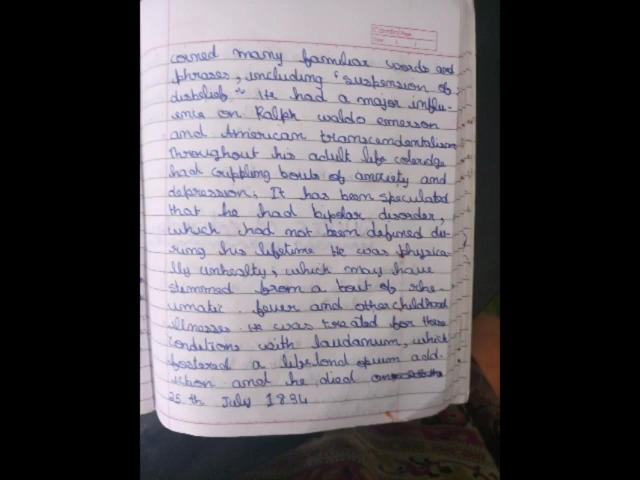 corned many familiar words and
phrases, including "suspension of
disbelief" He had a major influ-
ence on Ralph waldo emerson
and American transcendentalism
throughout his adult life coleridge
had crippling bouts of anxiety and
depression. It has been speculated
that he had bipolar disorder,
which had not been defined du-
ring his lifetime He was physica-
lly unhealty, which may have
stemmed from a bout of rhe-
umatic fever and other childhood
illnesses. He was treated for these
conditions with laudanum, which
fostered a lifelond opium add-
iction and he died
25 th July 1834